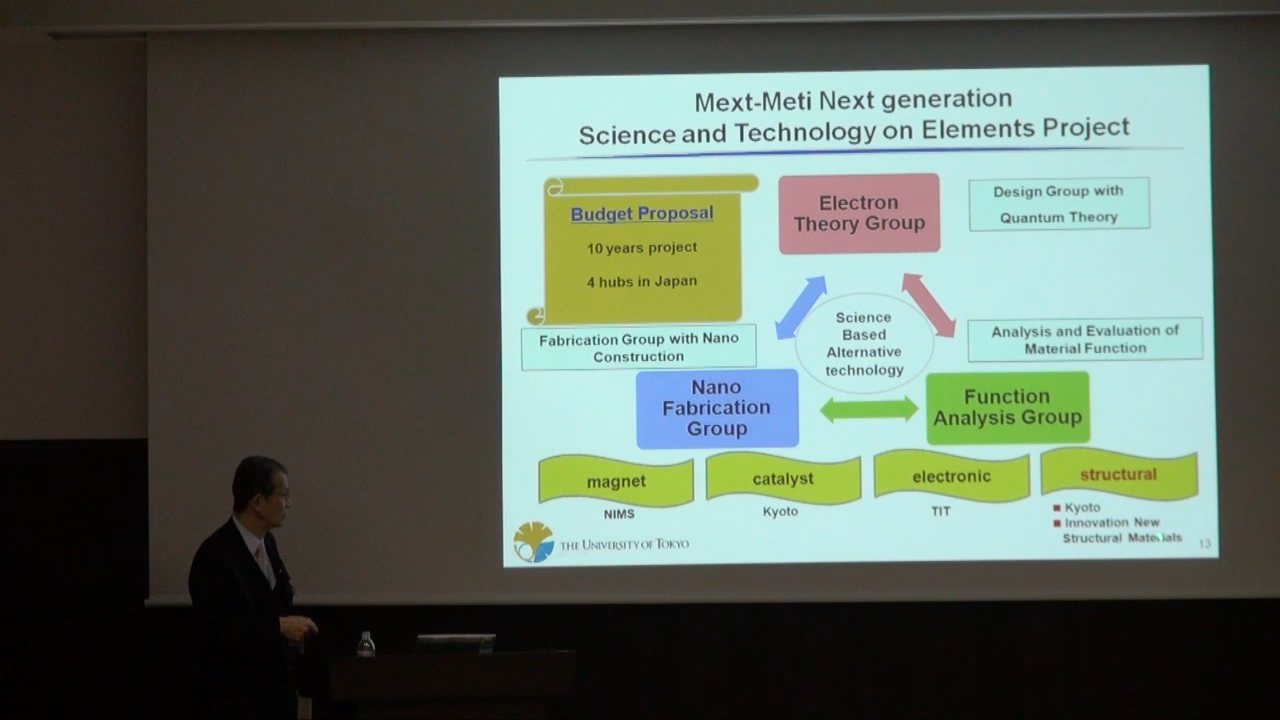 Mext-Meti Next generation
Science and Technology on Elements Project
Budget Proposal
10 years project
4 hubs in Japan
Electron
Theory Group
Design Group with
Quantum Theory
Fabrication Group with Nano
Construction
Science
Based
Alternative
technology
Analysis and Evaluation of
Material Function
Nano
Fabrication
Group
Function
Analysis Group
magnet
catalyst
electronic
structural
NIMS
Kyoto
TIT
Kyoto
Innovation New
Structural Materials
THE UNIVERSITY OF TOKYO
13